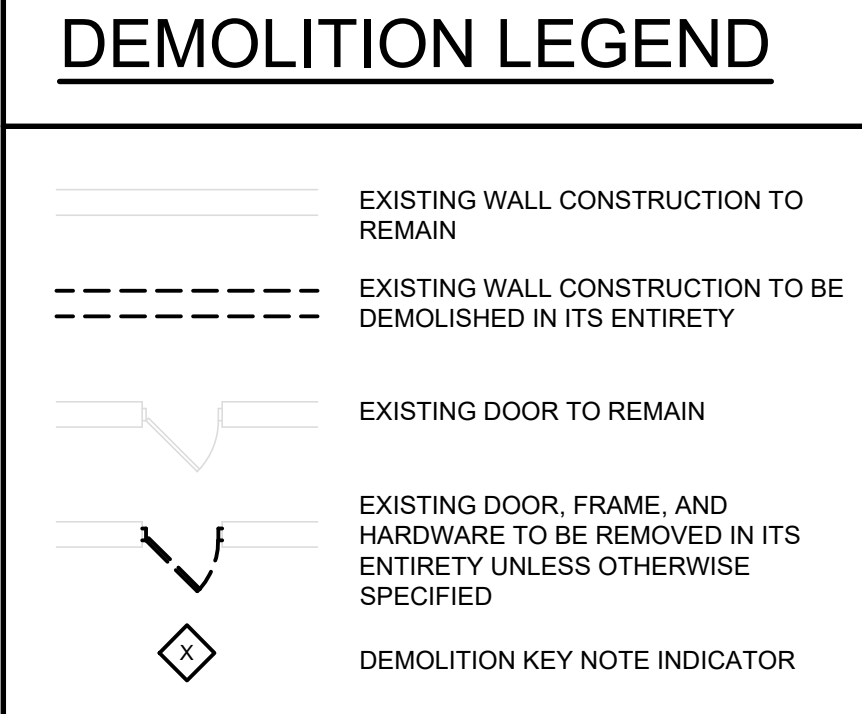 DEMOLITION LEGEND
EXISTING WALL CONSTRUCTION TO
REMAIN
EXISTING WALL CONSTRUCTION TO BE
DEMOLISHED IN ITS ENTIRETY
EXISTING DOOR TO REMAIN
EXISTING DOOR, FRAME, AND
HARDWARE TO BE REMOVED IN ITS
ENTIRETY UNLESS OTHERWISE
SPECIFIED
X
DEMOLITION KEY NOTE INDICATOR